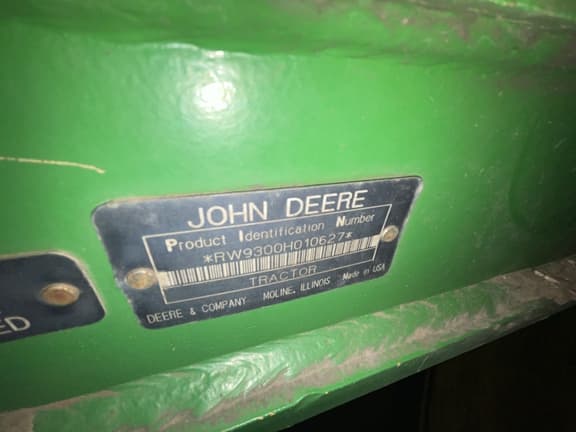 JOHN DEERE
Product Identification Number
*RW9300H010627*
TRACTOR
DEERE & COMPANY MOLINE, ILLINOIS Made in USA
ED